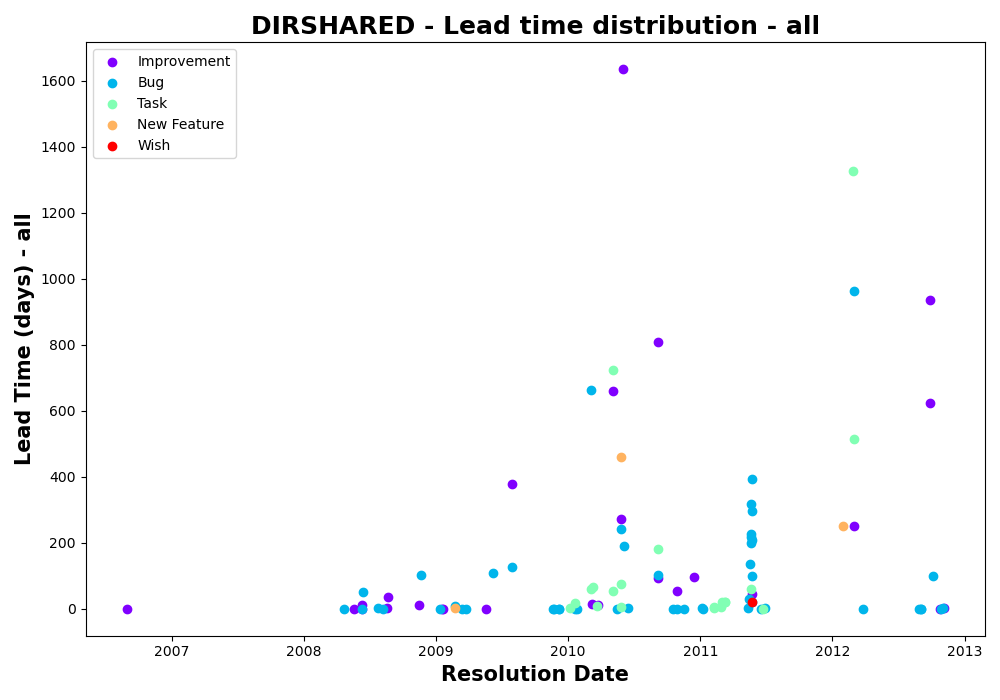 DIRSHARED - Lead time distribution - all
Improvement
Bug
Task
New Feature
Wish
Lead Time (days) - all
1600
1400
1200
1000
800
600
400
200
0
2007 2008 2009 2010 2011 2012 2013
Resolution Date